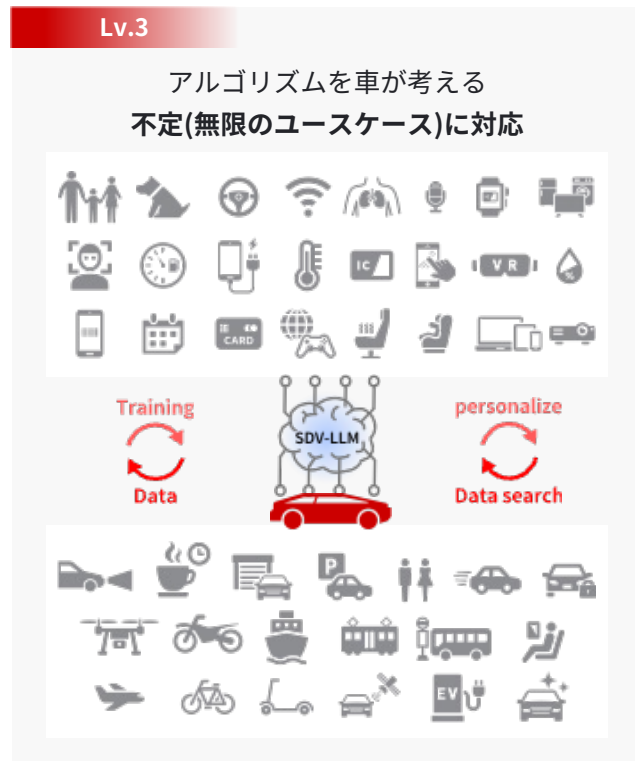 Lv.3
アルゴリズムを車が考える
不定(無限のユースケース)に対応
IC
VR
%
CARD
Training
Data
SDV-LLM
personalize
Data search
P
EV